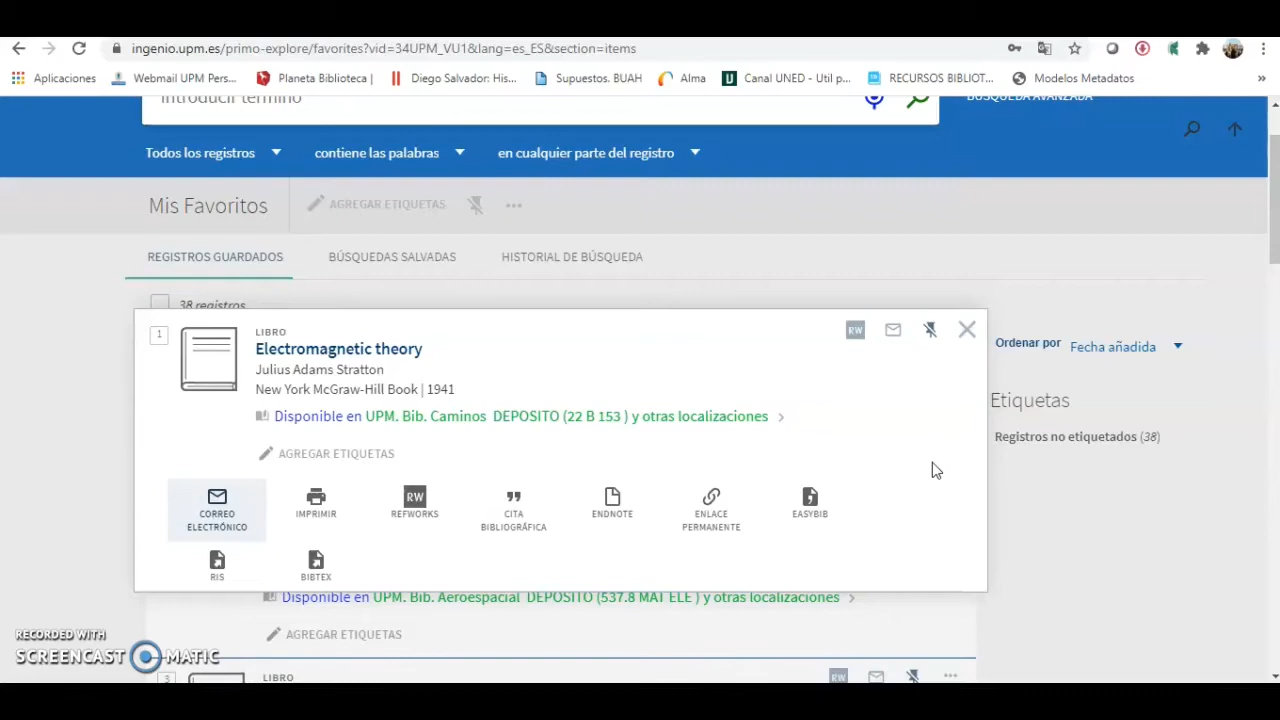 ingenio.upm.es/primo-explore/favorites?vid=34UPM_VU1&lang=es_ES&section=items
Aplicaciones Webmail UPM Pers... Planeta Biblioteca | Diego Salvador: His... Supuestos. BUAH Alma Canal UNED - Util p... RECURSOS BIBLIOT... Modelos Metadatos »
Introducir término
BÚSQUEDA AVANZADA
Todos los registros contiene las palabras en cualquier parte del registro
Mis Favoritos AGREGAR ETIQUETAS
REGISTROS GUARDADOS BÚSQUEDAS SALVADAS HISTORIAL DE BÚSQUEDA
38 registros
1
LIBRO
RW
Electromagnetic theory
Julius Adams Stratton
New York McGraw-Hill Book | 1941
Disponible en UPM. Bib. Caminos DEPOSITO (22 B 153 ) y otras localizaciones
AGREGAR ETIQUETAS
Ordenar por Fecha añadida
Etiquetas
Registros no etiquetados (38)
CORREO ELECTRÓNICO
IMPRIMIR
RW REFWORKS
CITA BIBLIOGRÁFICA
ENDNOTE
ENLACE PERMANENTE
EASYBIB
RIS
BIBTEX
Disponible en UPM. Bib. Aeroespacial DEPOSITO (537.8 MAT ELE ) y otras localizaciones
AGREGAR ETIQUETAS
3
LIBRO
RW
RECORDED WITH
SCREENCAST MATIC